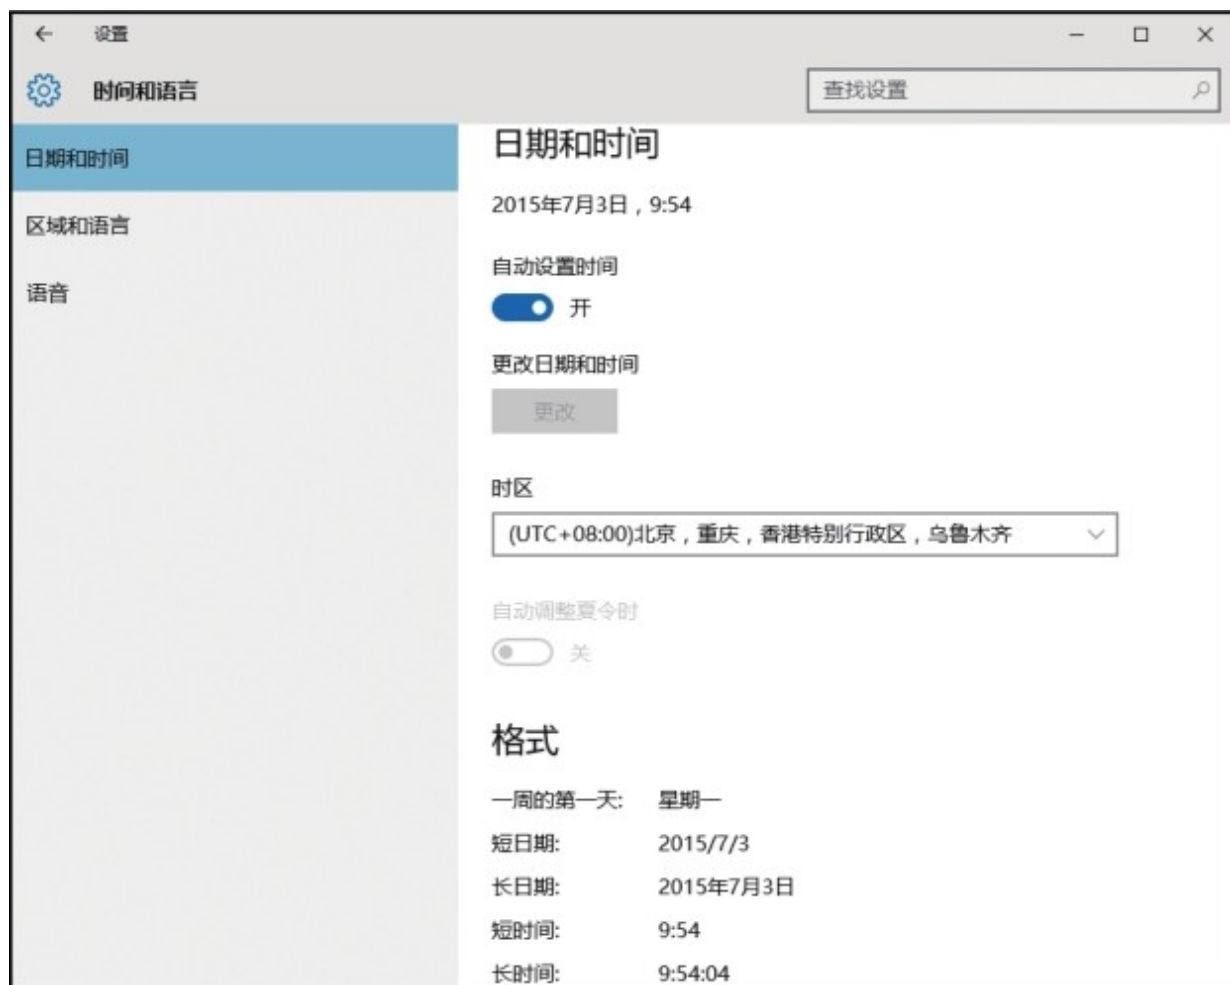 设置
时间和语言
查找设置
日期和时间
区域和语言
语音
日期和时间
2015年7月3日，9:54
自动设置时间
开
更改日期和时间
更改
时区
(UTC+08:00)北京，重庆，香港特别行政区，乌鲁木齐
自动调整夏令时
关
格式
一周的第一天: 星期一
短日期: 2015/7/3
长日期: 2015年7月3日
短时间: 9:54
长时间: 9:54:04